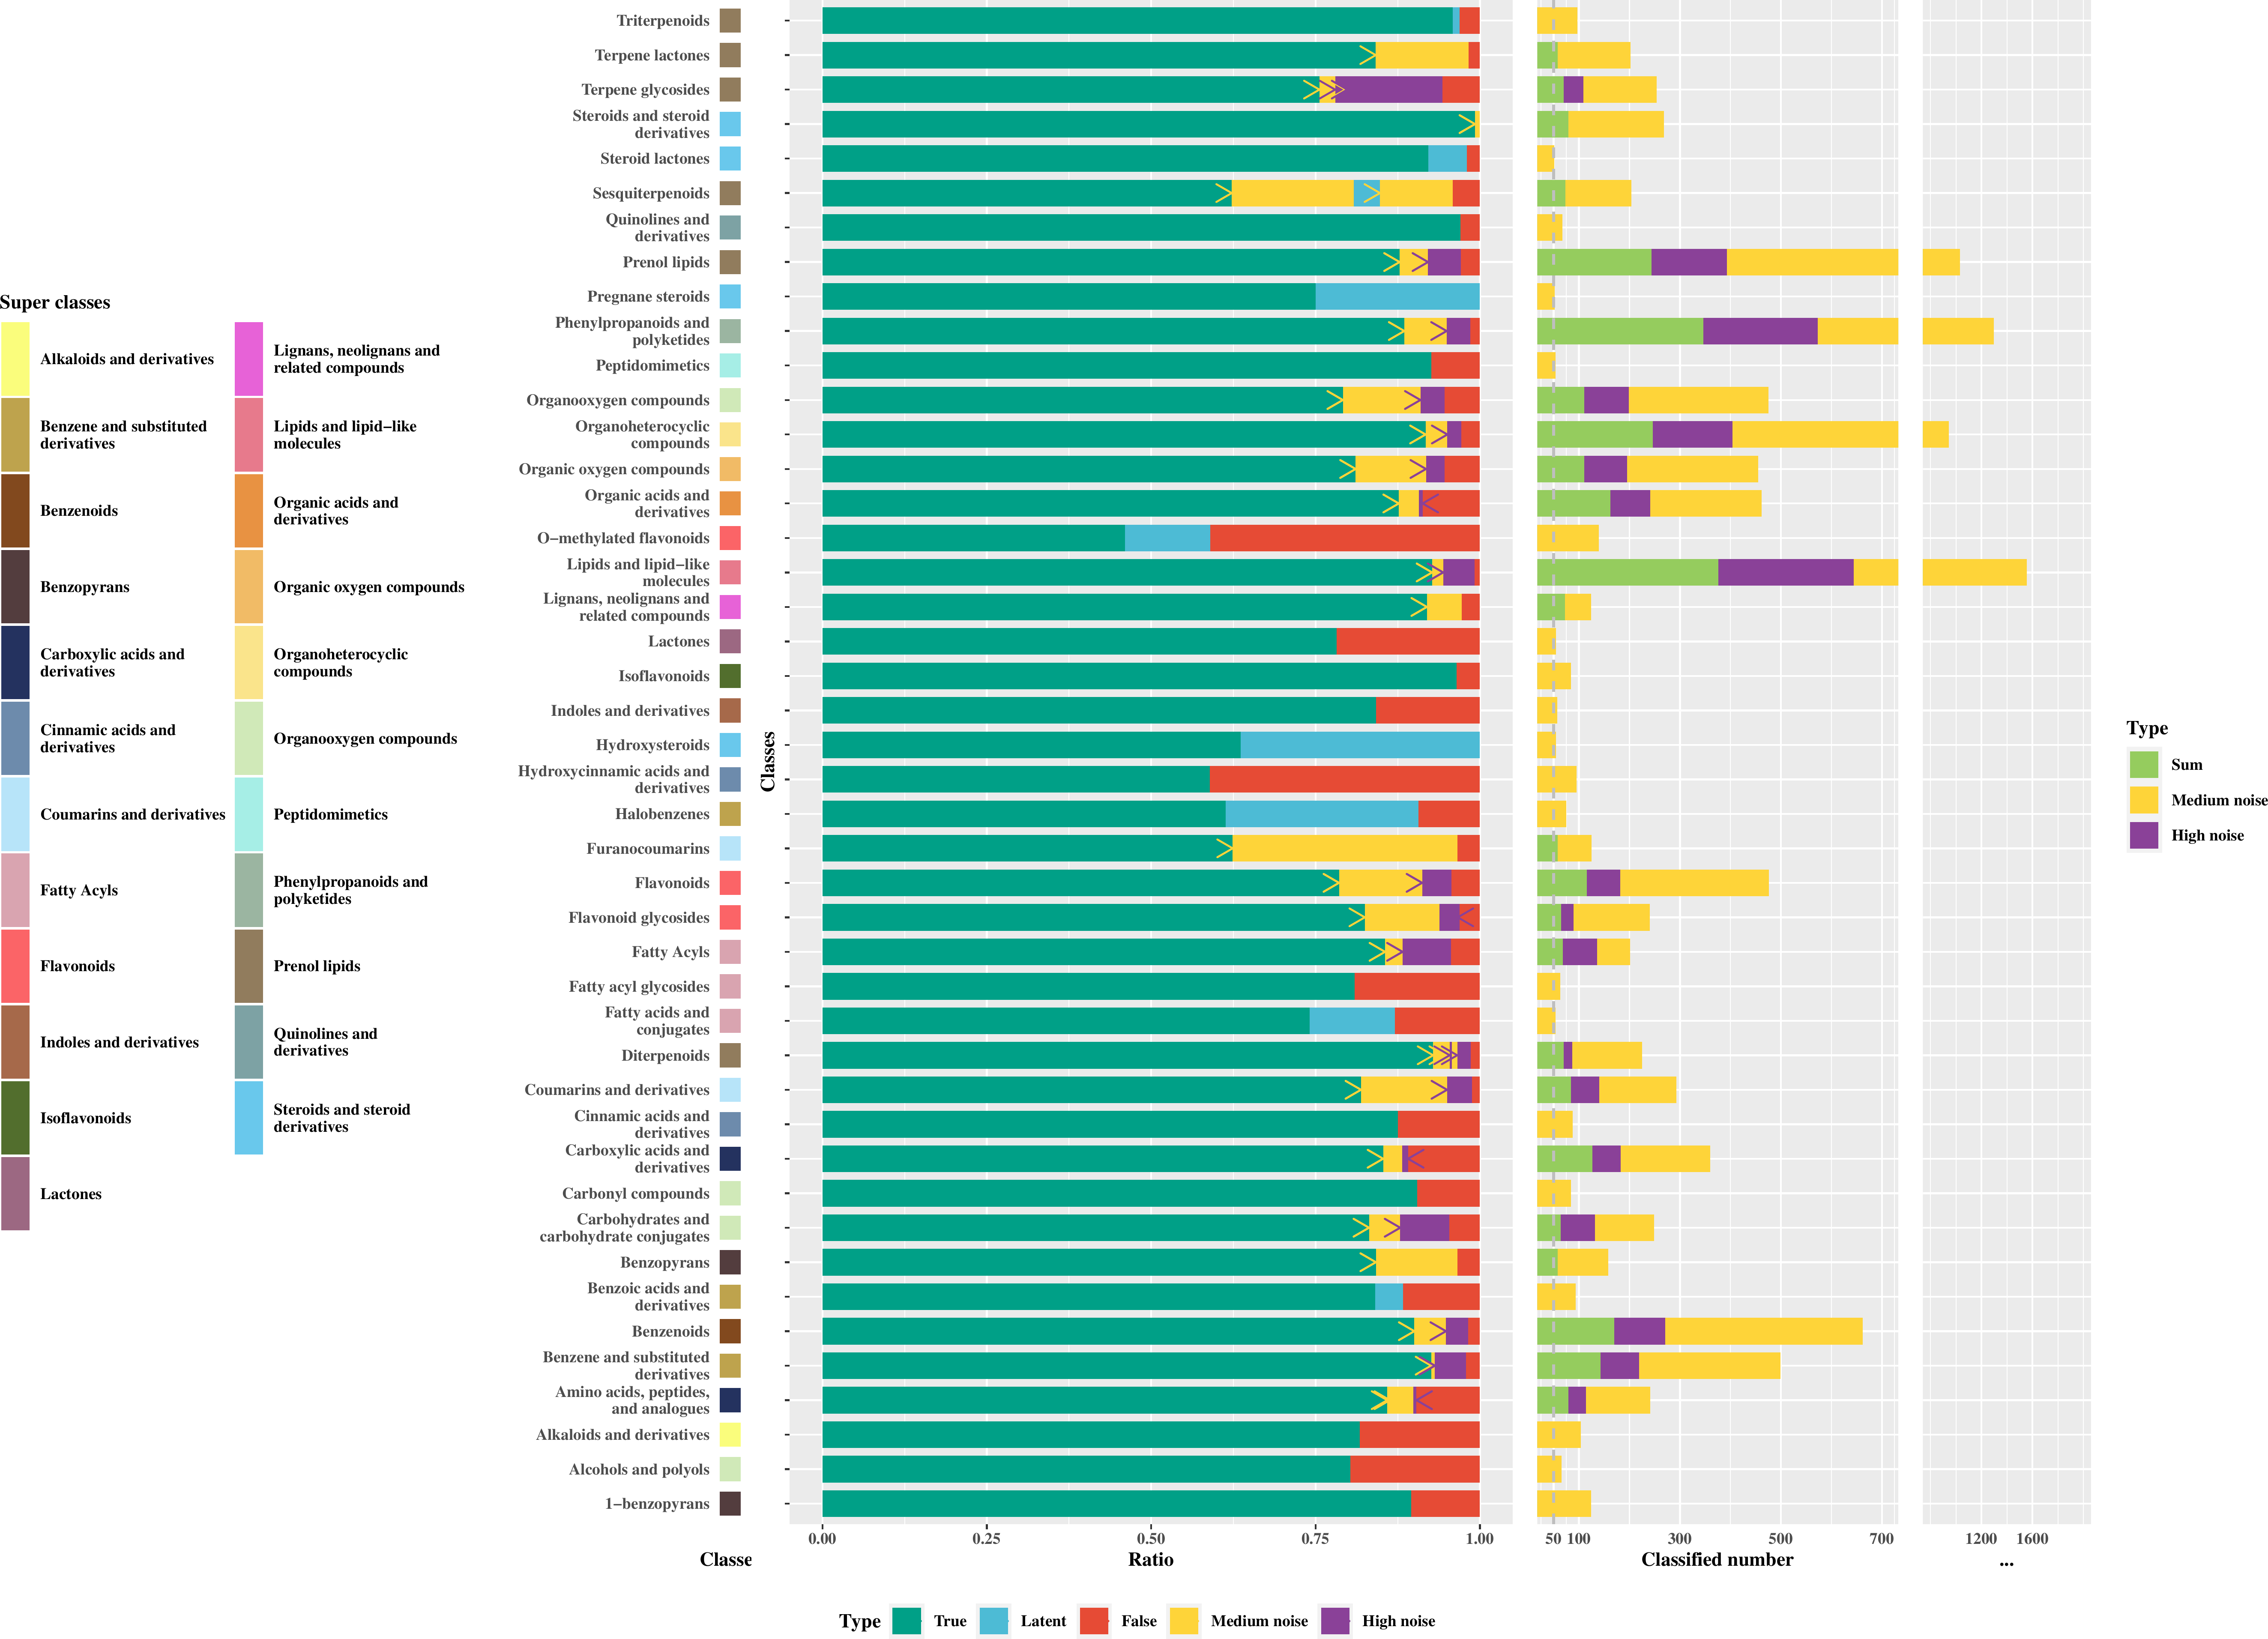 Super classes
Alkaloids and derivatives
Benzene and substituted
derivatives
Benzenoids
Benzopyrans
Carboxylic acids and
derivatives
Cinnamic acids and
derivatives
Coumarins and derivatives
Fatty Acyls
Flavonoids
Indoles and derivatives
Isoflavonoids
Lactones
Lignans, neolignans and
related compounds
Lipids and lipid−like
molecules
Organic acids and
derivatives
Organic oxygen compounds
Organoheterocyclic
compounds
Organooxygen compounds
Peptidomimetics
Phenylpropanoids and
polyketides
Prenol lipids
Quinolines and
derivatives
Steroids and steroid
derivatives
Triterpenoids
Terpene lactones
Terpene glycosides
Steroids and steroid
derivatives
Steroid lactones
Sesquiterpenoids
Quinolines and
derivatives
Prenol lipids
Pregnane steroids
Phenylpropanoids and
polyketides
Peptidomimetics
Organooxygen compounds
Organoheterocyclic
compounds
Organic oxygen compounds
Organic acids and
derivatives
O−methylated flavonoids
Lipids and lipid−like
molecules
Lignans, neolignans and
related compounds
Lactones
Isoflavonoids
Indoles and derivatives
Hydroxysteroids
Hydroxycinnamic acids and
derivatives
Halobenzenes
Furanocoumarins
Flavonoids
Flavonoid glycosides
Fatty Acyls
Fatty acyl glycosides
Fatty acids and
conjugates
Diterpenoids
Coumarins and derivatives
Cinnamic acids and
derivatives
Carboxylic acids and
derivatives
Carbonyl compounds
Carbohydrates and
carbohydrate conjugates
Benzopyrans
Benzoic acids and
derivatives
Benzenoids
Benzene and substituted
derivatives
Amino acids, peptides,
and analogues
Alkaloids and derivatives
Alcohols and polyols
1−benzopyrans
Classe
Classes
0.00 0.25 0.50 0.75 1.00
Ratio
50 100 300 500 700
Classified number
1200 1600
...
Type
Sum
Medium noise
High noise
Type True Latent False Medium noise High noise